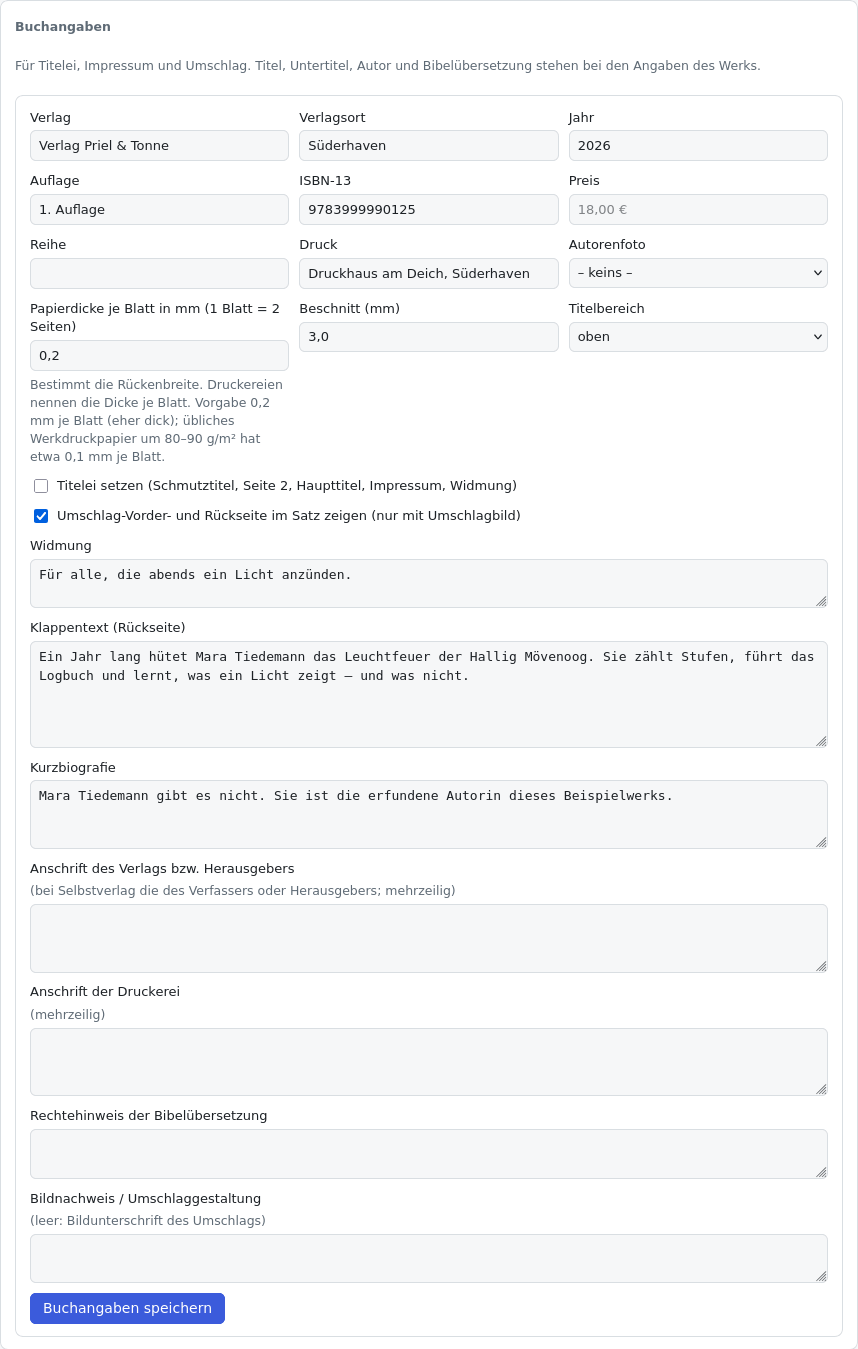 Buchangaben
Für Titelei, Impressum und Umschlag. Titel, Untertitel, Autor und Bibelübersetzung stehen bei den Angaben des Werks.
Verlag
Verlagsort
Jahr
Verlag Priel & Tonne
Süderhaven
2026
Auflage
ISBN-13
Preis
1. Auflage
9783999990125
18,00 €
Reihe
Druck
Autorenfoto
Druckhaus am Deich, Süderhaven
– keins –
Papierdicke je Blatt in mm (1 Blatt = 2
Seiten)
Beschnitt (mm)
Titelbereich
0,2
3,0
oben
Bestimmt die Rückenbreite. Druckereien
nennen die Dicke je Blatt. Vorgabe 0,2
mm je Blatt (eher dick); übliches
Werkdruckpapier um 80–90 g/m² hat
etwa 0,1 mm je Blatt.
Titelei setzen (Schmutztitel, Seite 2, Haupttitel, Impressum, Widmung)
Umschlag-Vorder- und Rückseite im Satz zeigen (nur mit Umschlagbild)
Widmung
Für alle, die abends ein Licht anzünden.
Klappentext (Rückseite)
Ein Jahr lang hütet Mara Tiedemann das Leuchtfeuer der Hallig Mövenoog. Sie zählt Stufen, führt das
Logbuch und lernt, was ein Licht zeigt – und was nicht.
Kurzbiografie
Mara Tiedemann gibt es nicht. Sie ist die erfundene Autorin dieses Beispielwerks.
Anschrift des Verlags bzw. Herausgebers
(bei Selbstverlag die des Verfassers oder Herausgebers; mehrzeilig)
Anschrift der Druckerei
(mehrzeilig)
Rechtehinweis der Bibelübersetzung
Bildnachweis / Umschlaggestaltung
(leer: Bildunterschrift des Umschlags)
Buchangaben speichern